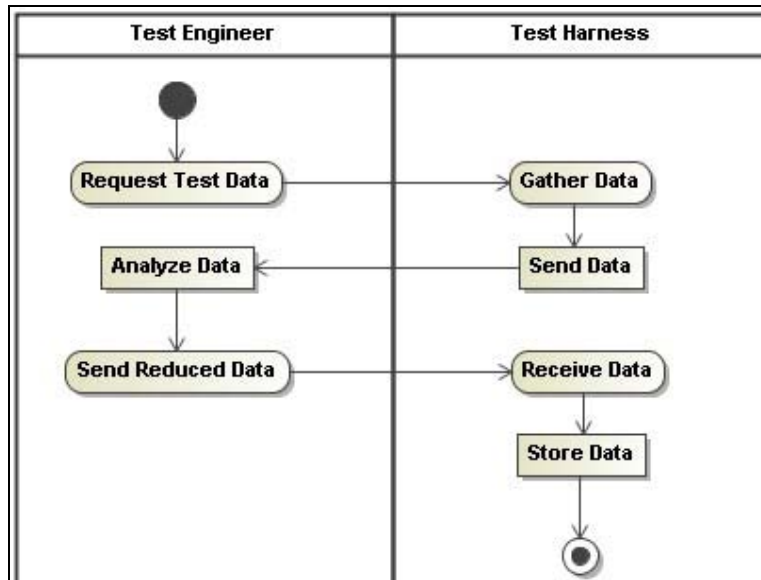 Test Engineer
Test Harness
Request Test Data
Gather Data
Analyze Data
Send Data
Send Reduced Data
Receive Data
Store Data